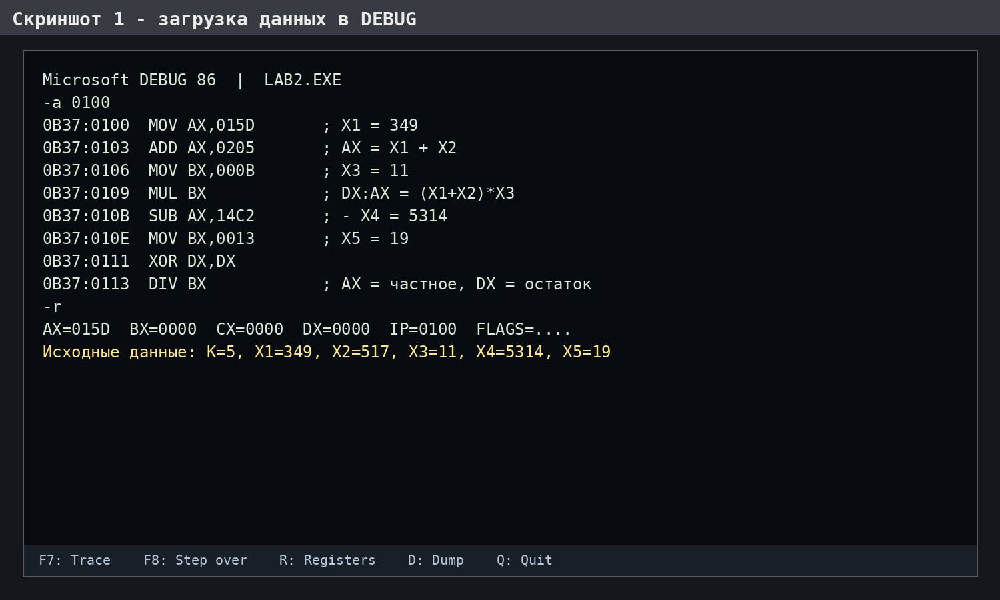 Скриншот 1 - загрузка данных в DEBUG
Microsoft DEBUG 86  |  LAB2.EXE
-a 0100
0B37:0100  MOV AX,015D       ; X1 = 349
0B37:0103  ADD AX,0205       ; AX = X1 + X2
0B37:0106  MOV BX,000B       ; X3 = 11
0B37:0109  MUL BX            ; DX:AX = (X1+X2)*X3
0B37:010B  SUB AX,14C2       ; - X4 = 5314
0B37:010E  MOV BX,0013       ; X5 = 19
0B37:0111  XOR DX,DX
0B37:0113  DIV BX            ; AX = частное, DX = остаток
-r
AX=015D  BX=0000  CX=0000  DX=0000  IP=0100  FLAGS=....
Исходные данные: K=5, X1=349, X2=517, X3=11, X4=5314, X5=19
F7: Trace    F8: Step over    R: Registers    D: Dump    Q: Quit